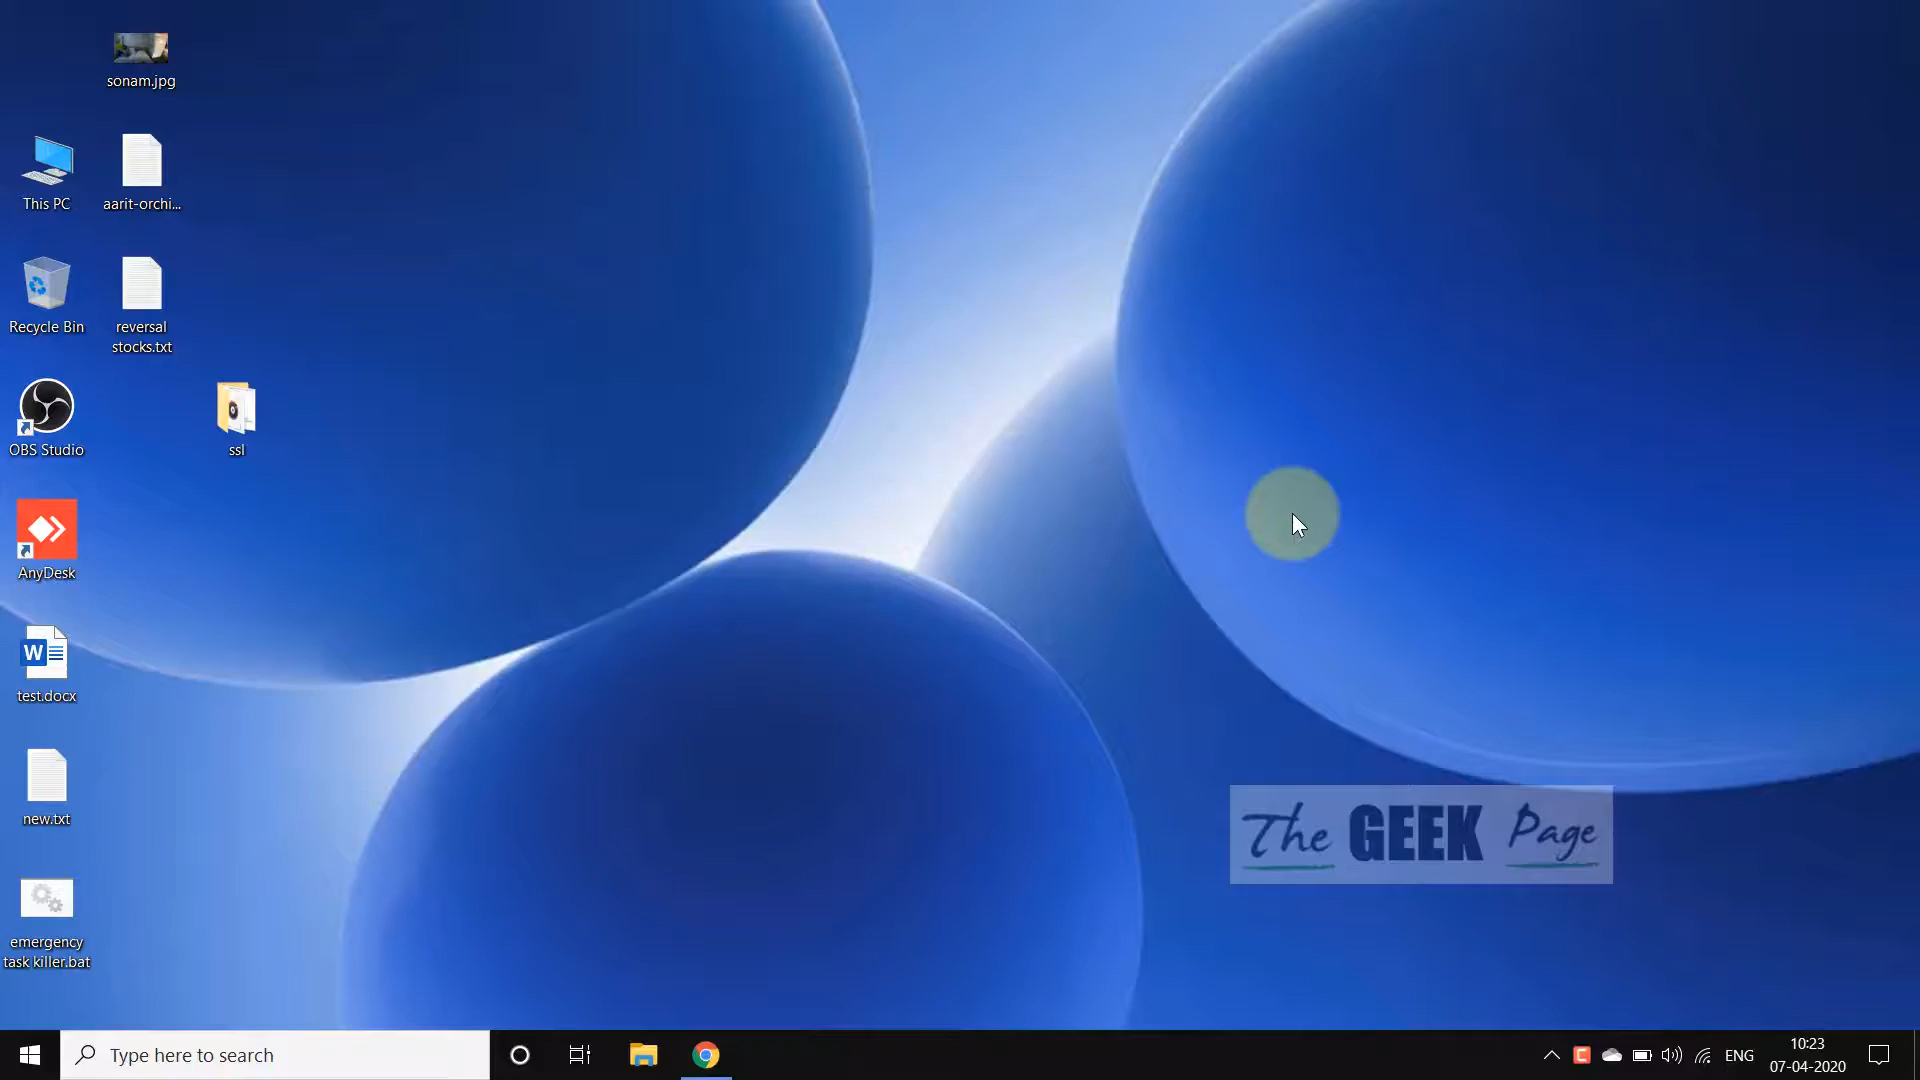 sonam.jpg
This PC
aarit-orchi...
Recycle Bin
reversal
stocks.txt
OBS Studio
ssl
AnyDesk
W
test.docx
new.txt
The GEEK Page
emergency
task killer.bat
Type here to search
C
ENG
10:23
07-04-2020